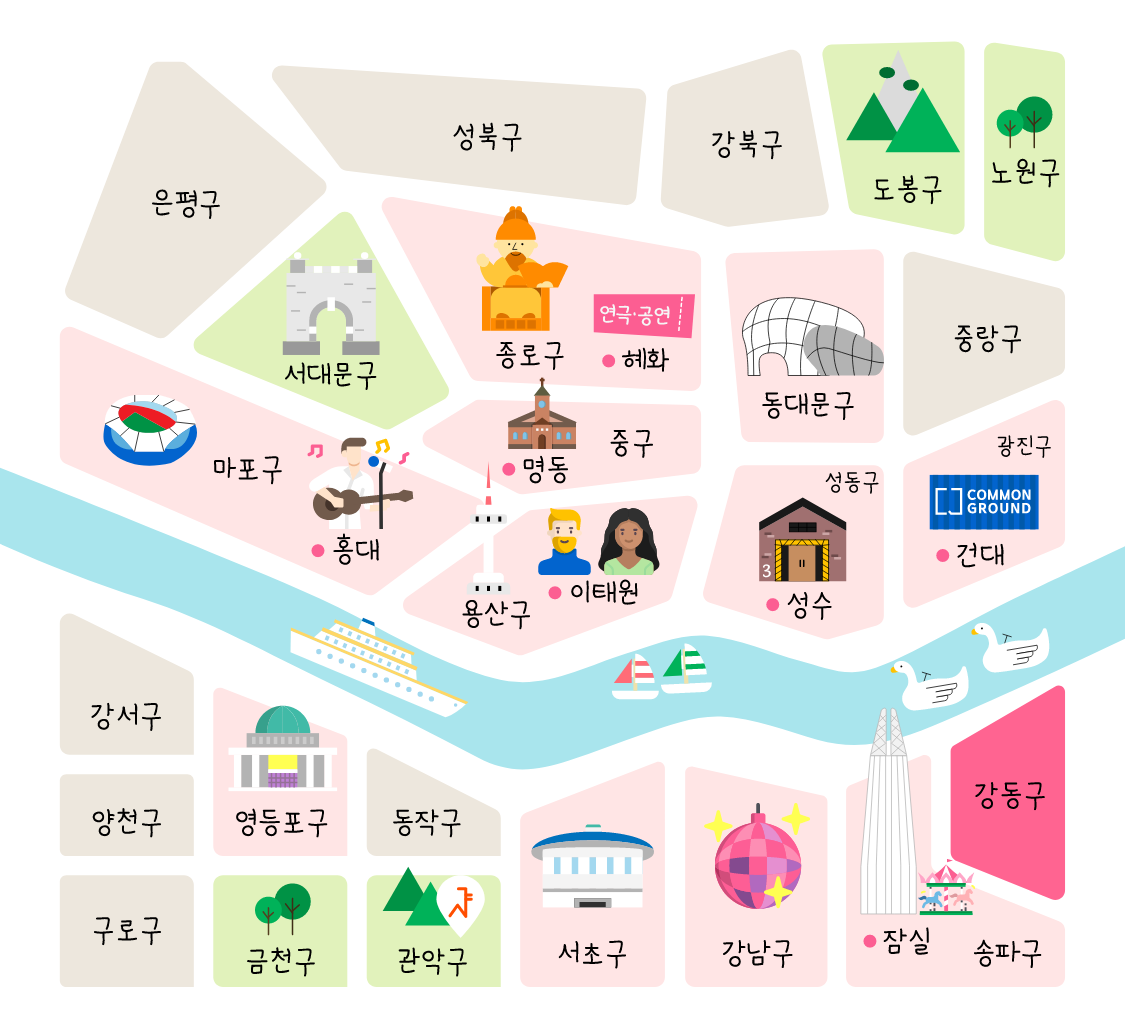 성북구
강북구
도봉구
노원구
은평구
서대문구
연극·공연
종로구
혜화
동대문구
중랑구
마포구
홍대
중구
명동
용산구
이태원
성동구
3
성수
광진구
COMMON
GROUND
건대
강서구
양천구
구로구
영등포구
금천구
동작구
관악구
서초구
강남구
강동구
잠실
송파구